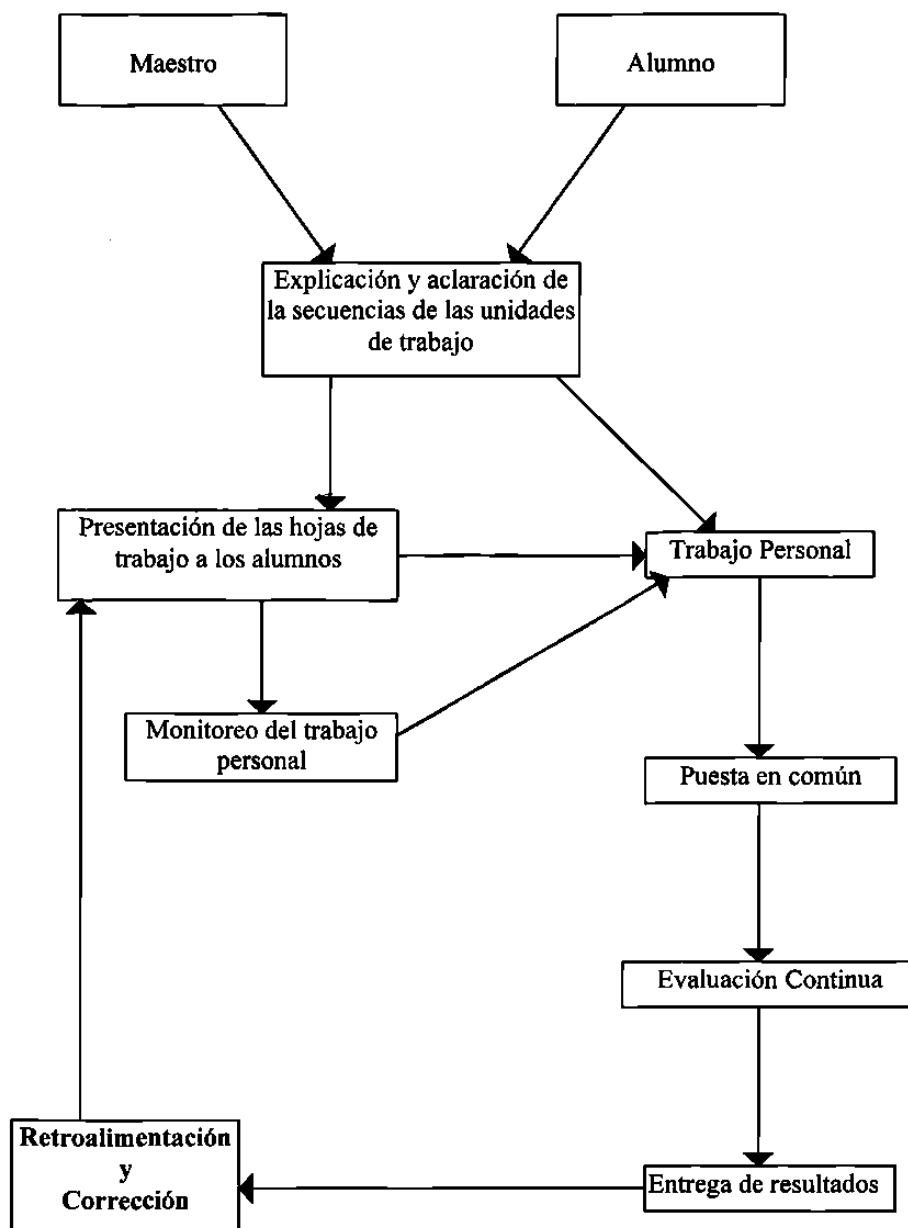 Maestro
Alumno
Explicación y aclaración de
la secuencias de las unidades
de trabajo
Presentación de las hojas de
trabajo a los alumnos
Trabajo Personal
Monitoreo del trabajo
personal
Puesta en común
Evaluación Continua
Retroalimentación
y
Corrección
Entrega de resultados